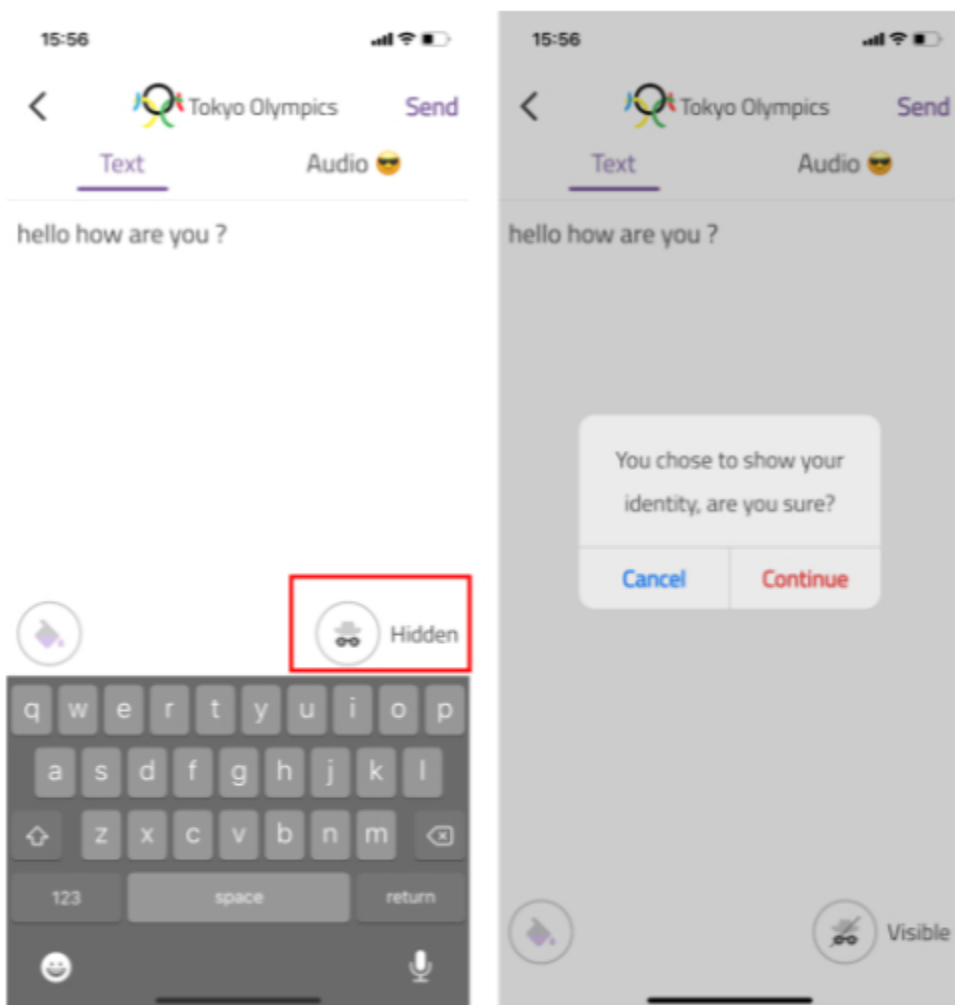 15:56
Tokyo Olympics
Send
Text
Audio 😎
hello how are you ?
Hidden
q w e r t y u i o p
a s d f g h j k l
z x c v b n m
123
space
return
15:56
Tokyo Olympics
Send
Text
Audio 😎
hello how are you ?
You chose to show your
identity, are you sure?
Cancel
Continue
Visible